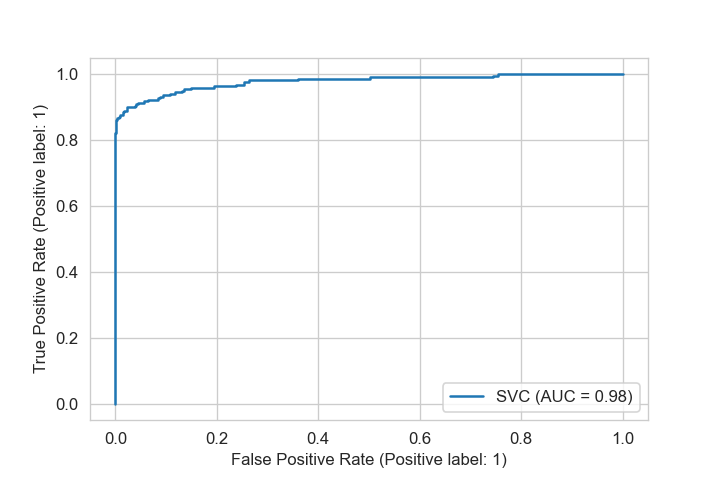 True Positive Rate (Positive label: 1)
1.0
0.8
0.6
0.4
0.2
0.0
SVC (AUC = 0.98)
0.0 0.2 0.4 0.6 0.8 1.0
False Positive Rate (Positive label: 1)